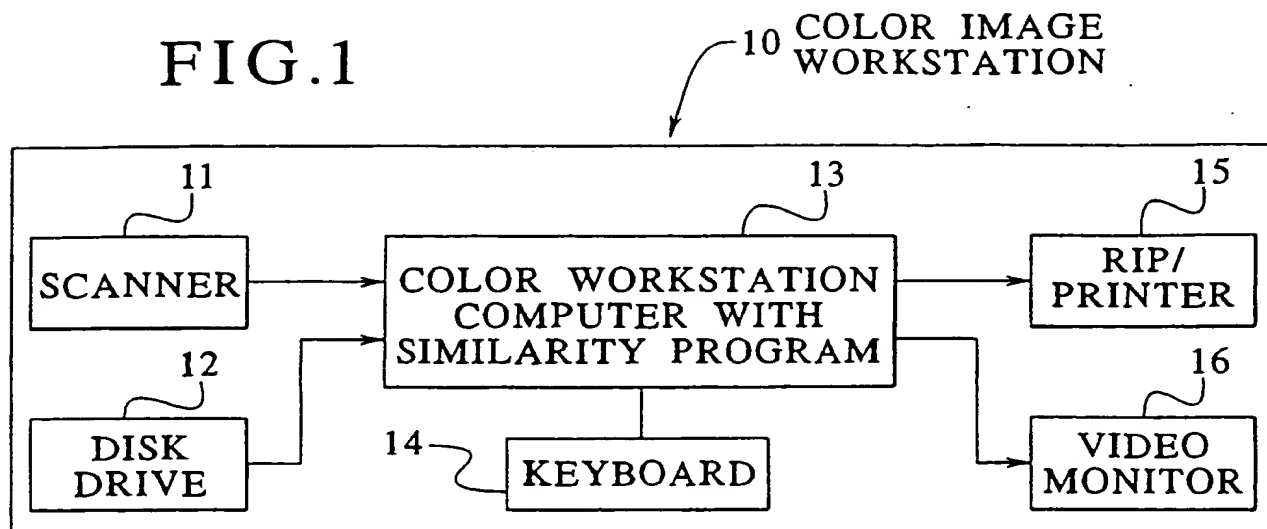 FIG.1
10 COLOR IMAGE
WORKSTATION
11
13
15
SCANNER
COLOR WORKSTATION
COMPUTER WITH
SIMILARITY PROGRAM
RIP/
PRINTER
12
16
DISK
DRIVE
14
KEYBOARD
VIDEO
MONITOR